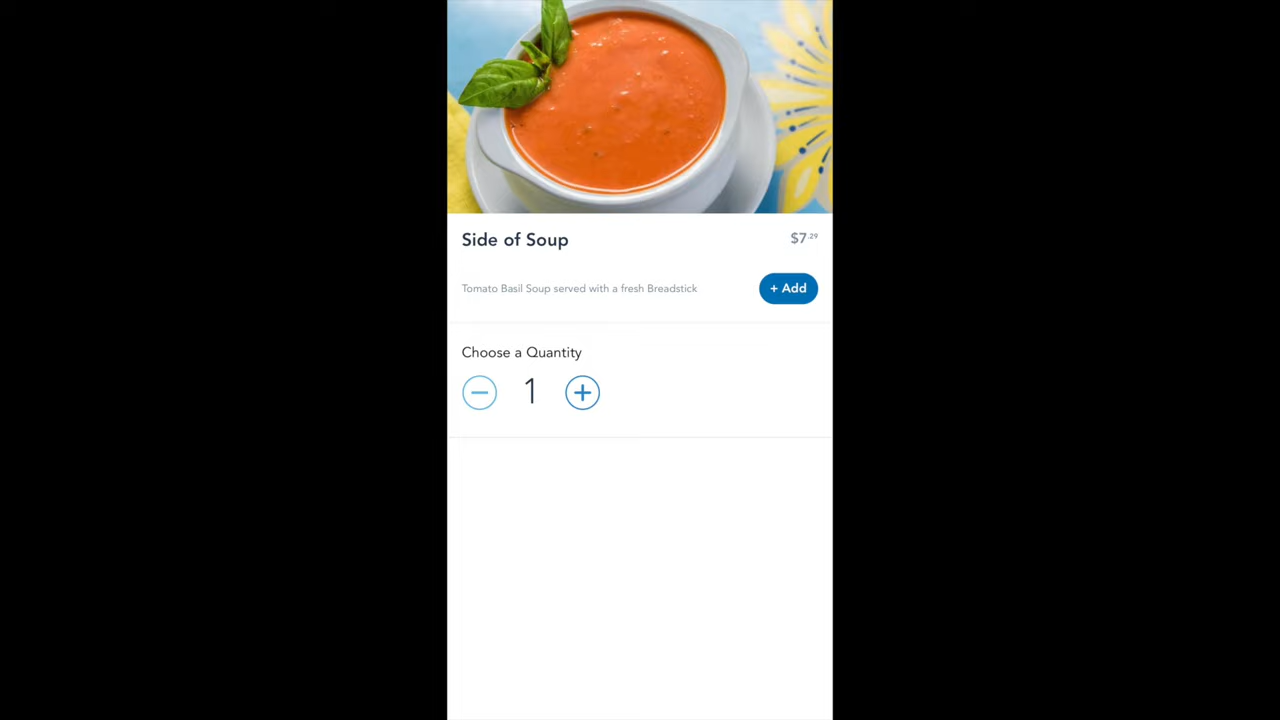 Side of Soup
$7.29
Tomato Basil Soup served with a fresh Breadstick
+ Add
Choose a Quantity
1